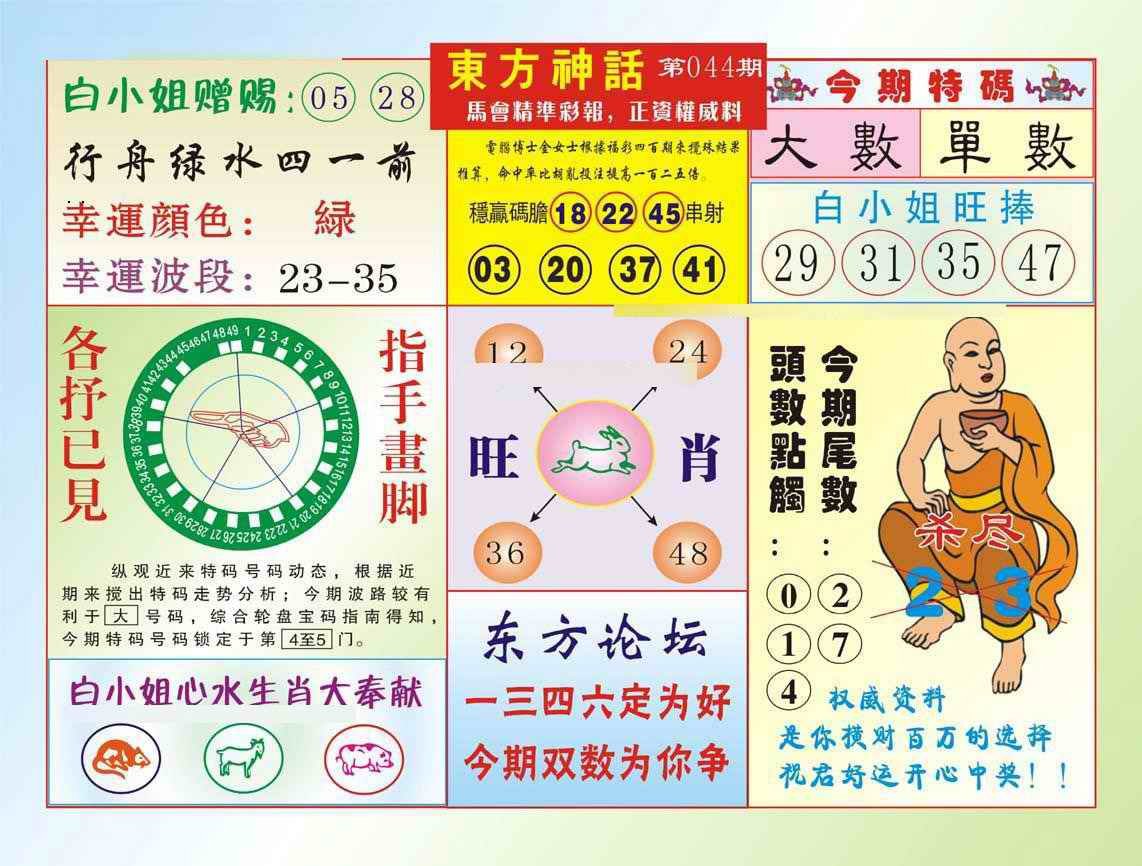 東方神話 第044期
馬會精準彩報，正資權威料
白小姐赠赐：05 28
行舟绿水四一前
幸運顔色： 緑
幸運波段：23-35
電腦博士金女士根據福彩四百期來攪珠結果
推算，命中率比胡亂投注提高一百二五倍。
穩贏碼膽 18 22 45 串射
03 20 37 41
今期特碼
大數 單數
白小姐旺捧
29 31 35 47
各抒已見
1 2 3 4 5 6 7 8 9 10 11 12 13 14 15 16 17 18 19 20 21 22 23 24 25 26 27 28 29 30 31 32 33 34 35 36 37 38 39 40 41 42 43 44 45 46 47 48 49
指手畫脚
纵观近来特码号码动态，根据近
期来搅出特码走势分析；今期波路较有
利于 大 号码，综合轮盘宝码指南得知，
今期特码号码锁定于第 4至5 门。
白小姐心水生肖大奉献
12 24
旺 肖
36 48
东方论坛
一三四六定为好
今期双数为你争
今期尾數：
頭數點觸：
0 2
1 7
4
杀尽
2 3
权威资料
是你横财百万的选择
祝君好运开心中奖！！